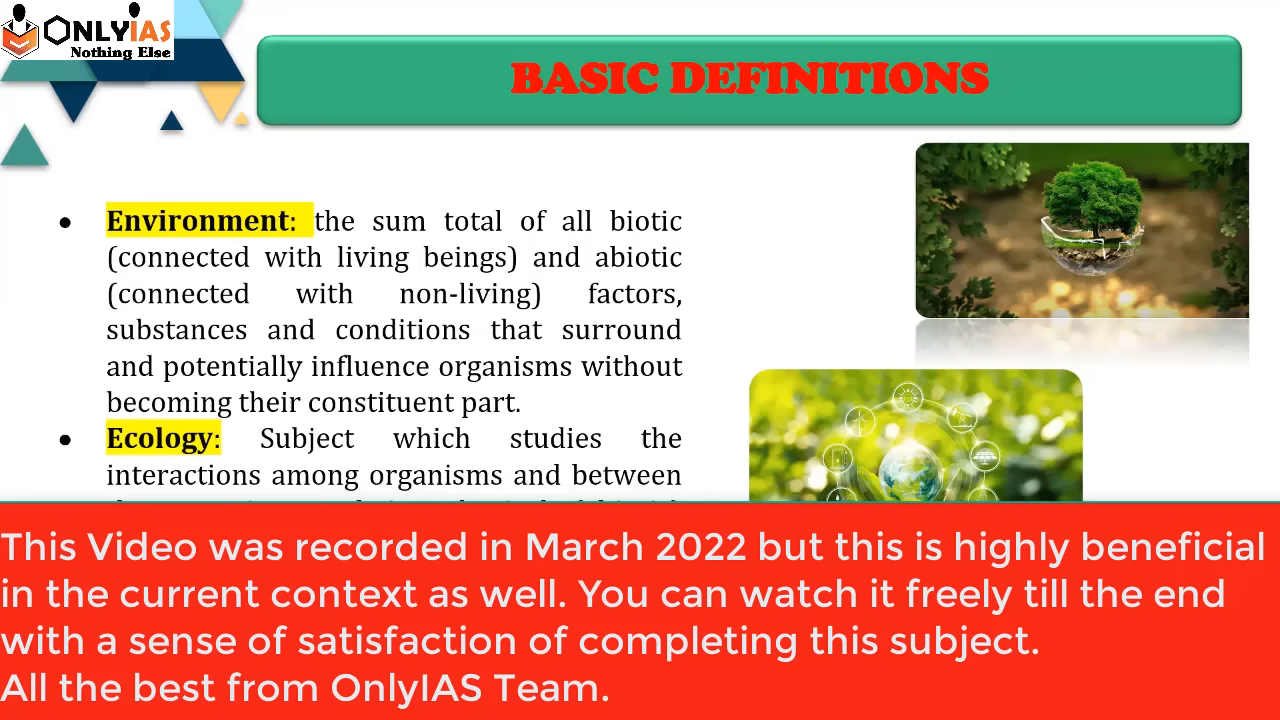 ONLYIAS
Nothing Else
BASIC DEFINITIONS
• Environment: the sum total of all biotic
(connected with living beings) and abiotic
(connected with non-living) factors,
substances and conditions that surround
and potentially influence organisms without
becoming their constituent part.
• Ecology: Subject which studies the
interactions among organisms and between
This Video was recorded in March 2022 but this is highly beneficial
in the current context as well. You can watch it freely till the end
with a sense of satisfaction of completing this subject.
All the best from OnlyIAS Team.